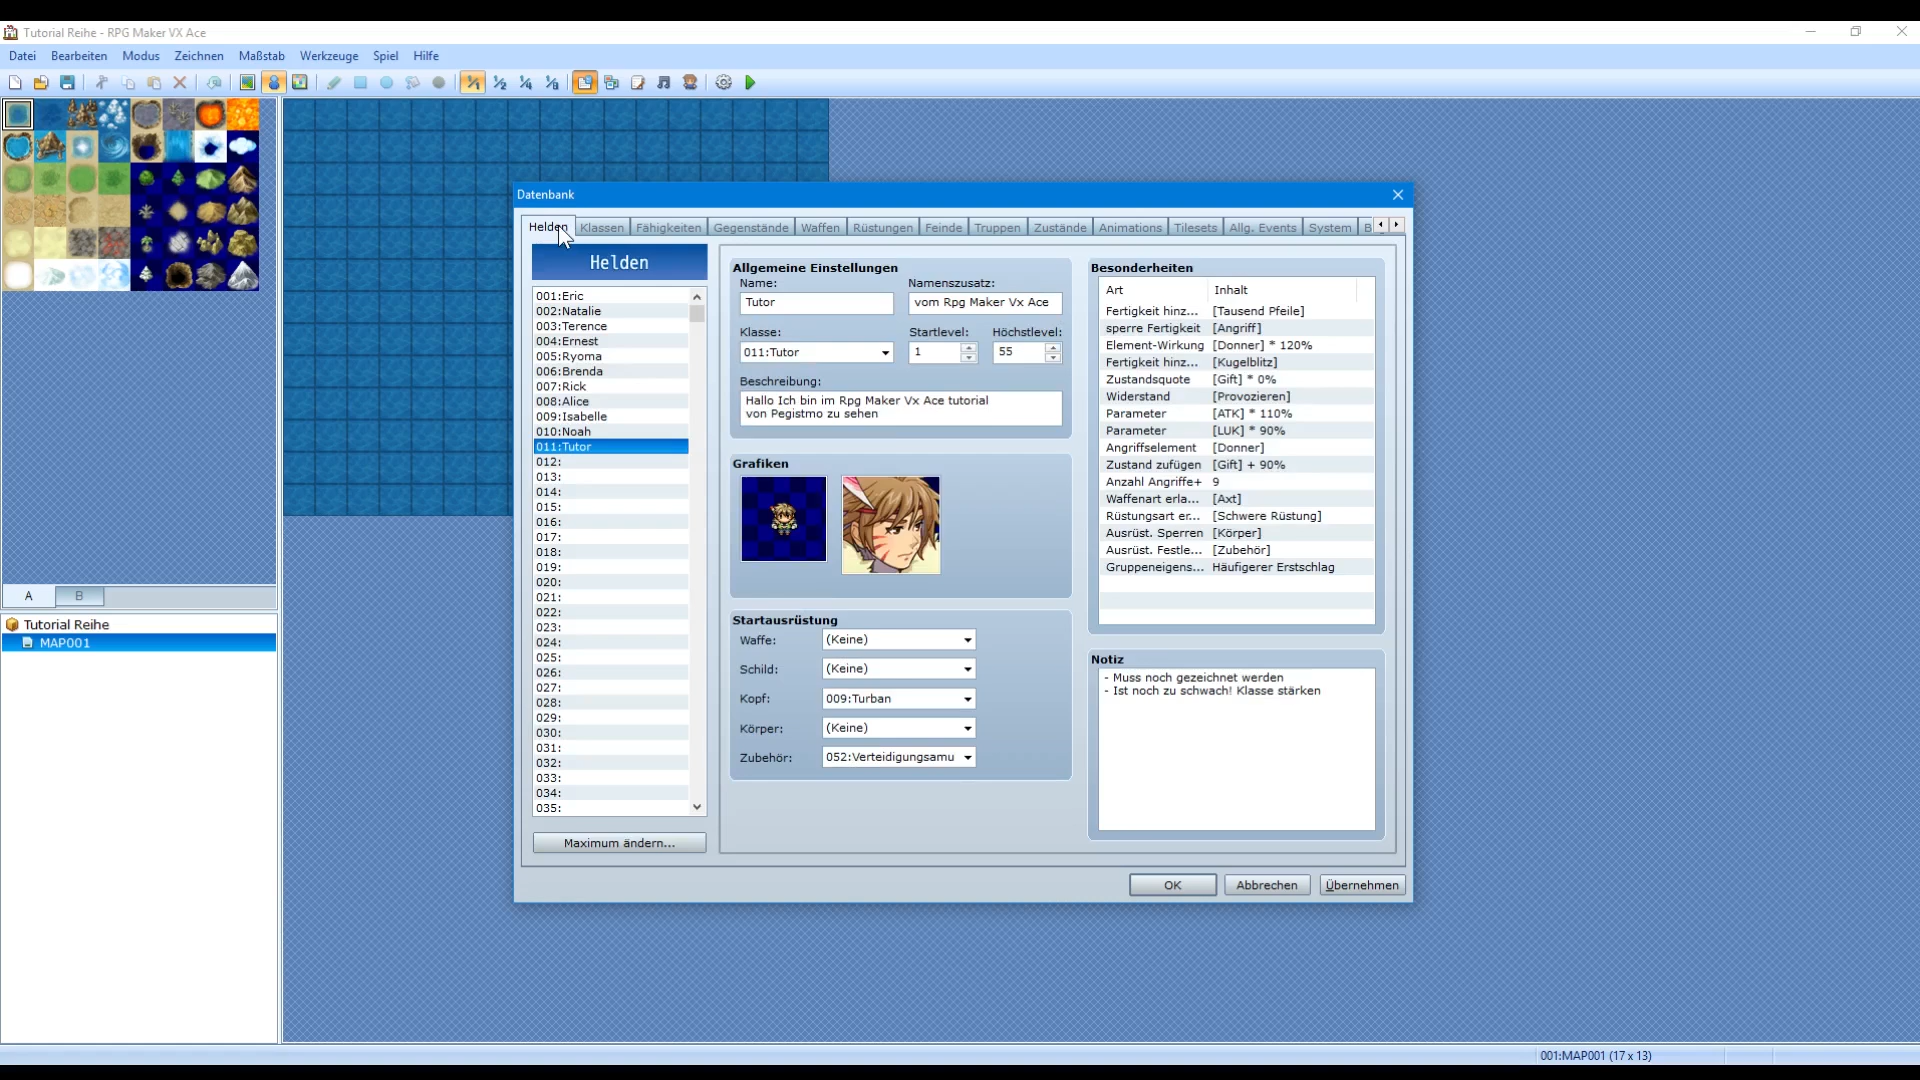 Tutorial Reihe - RPG Maker VX Ace
Datei Bearbeiten Modus Zeichnen Maßstab Werkzeuge Spiel Hilfe
1/1 1/2 1/4 1/8
Datenbank
Helden Klassen Fähigkeiten Gegenstände Waffen Rüstungen Feinde Truppen Zustände Animations Tilesets Allg. Events System B
Helden
001:Eric
002:Natalie
003:Terence
004:Ernest
005:Ryoma
006:Brenda
007:Rick
008:Alice
009:Isabelle
010:Noah
011:Tutor
012:
013:
014:
015:
016:
017:
018:
019:
020:
021:
022:
023:
024:
025:
026:
027:
028:
029:
030:
031:
032:
033:
034:
035:
Maximum ändern...
Allgemeine Einstellungen
Name: Namenszusatz:
Tutor vom Rpg Maker Vx Ace
Klasse: Startlevel: Höchstlevel:
011:Tutor 1 55
Beschreibung:
Hallo Ich bin im Rpg Maker Vx Ace tutorial
von Pegistmo zu sehen
Grafiken
Startausrüstung
Waffe: (Keine)
Schild: (Keine)
Kopf: 009:Turban
Körper: (Keine)
Zubehör: 052:Verteidigungsamu
Besonderheiten
Art Inhalt
Fertigkeit hinz... [Tausend Pfeile]
sperre Fertigkeit [Angriff]
Element-Wirkung [Donner] * 120%
Fertigkeit hinz... [Kugelblitz]
Zustandsquote [Gift] * 0%
Widerstand [Provozieren]
Parameter [ATK] * 110%
Parameter [LUK] * 90%
Angriffselement [Donner]
Zustand zufügen [Gift] + 90%
Anzahl Angriffe+ 9
Waffenart erla... [Axt]
Rüstungsart er... [Schwere Rüstung]
Ausrüst. Sperren [Körper]
Ausrüst. Festle... [Zubehör]
Gruppeneigens... Häufigerer Erstschlag
Notiz
- Muss noch gezeichnet werden
- Ist noch zu schwach! Klasse stärken
OK Abbrechen Übernehmen
A B
Tutorial Reihe
MAP001
001:MAP001 (17 x 13)